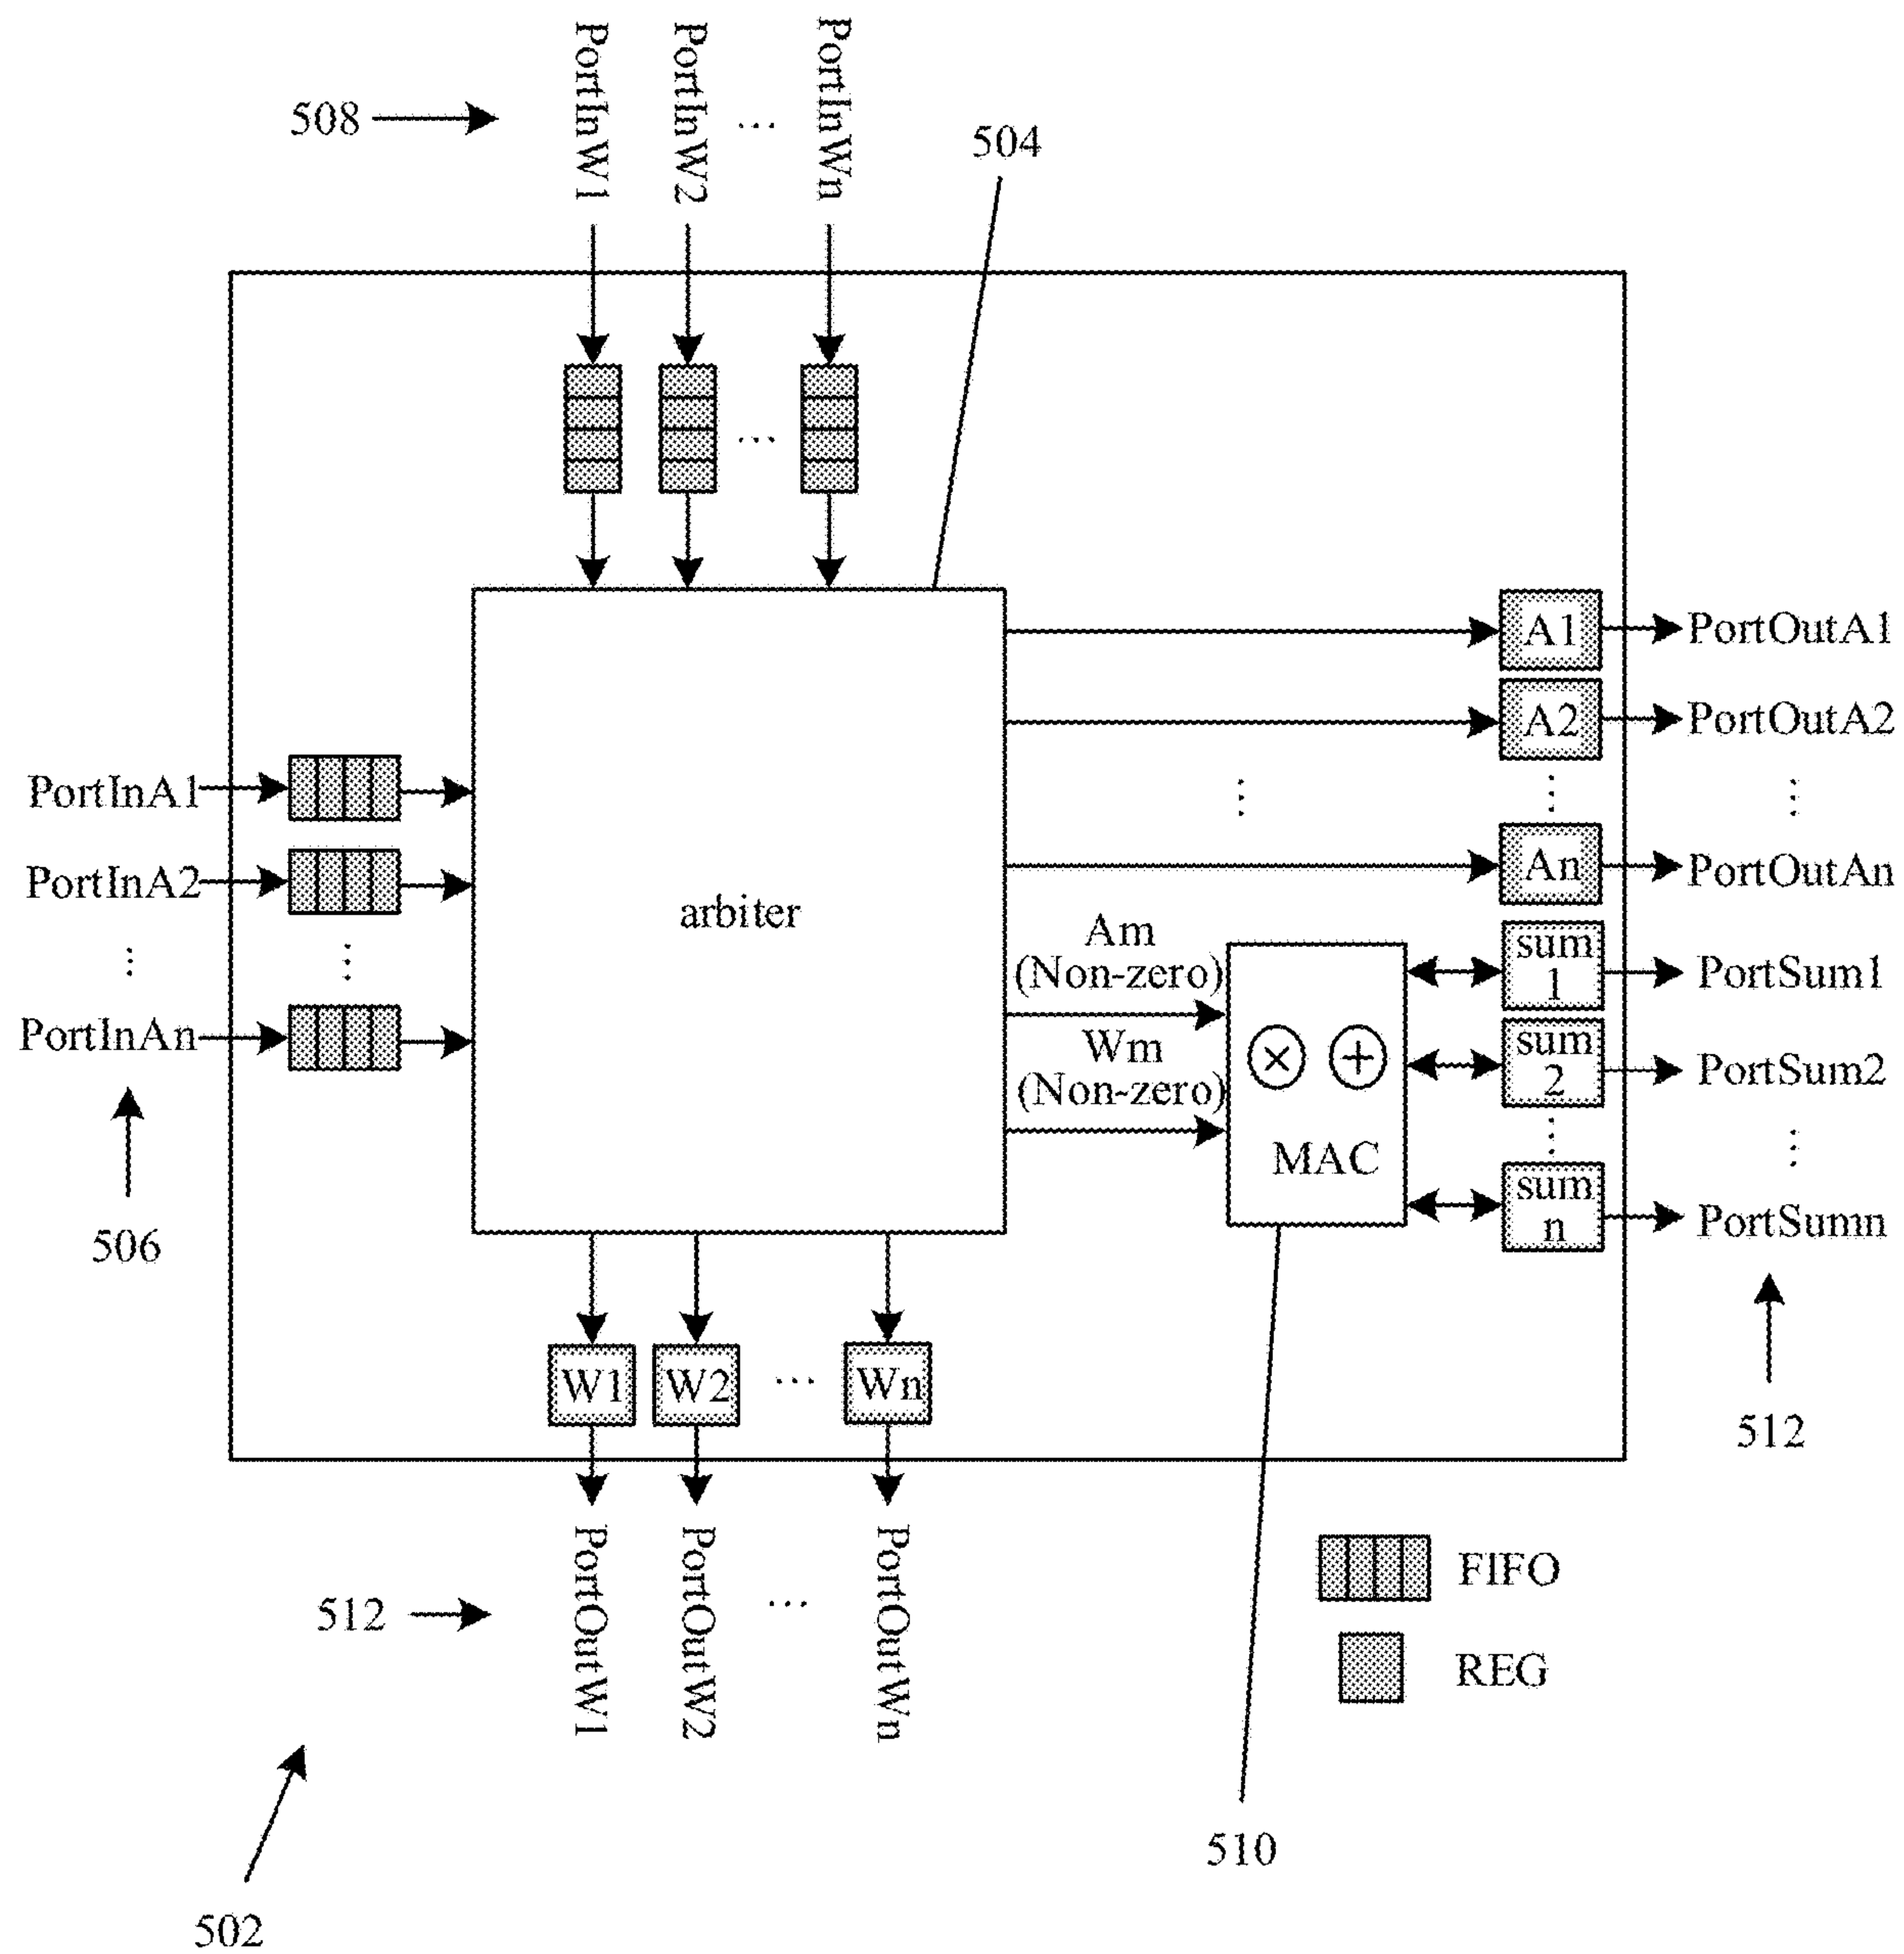 PortInW1
PortInW2
...
PortInWn
508
504
...
A1
PortOutA1
A2
PortOutA2
PortInA1
PortInA2
...
...
PortInAn
506
arbiter
...
...
...
An
PortOutAn
Am
(Non-zero)
Wm
(Non-zero)
× +
MAC
sum
1
PortSum1
sum
2
PortSum2
...
...
sum
n
PortSumn
512
W1
W2
...
Wn
512
PortOutW1
PortOutW2
...
PortOutWn
FIFO
REG
510
502